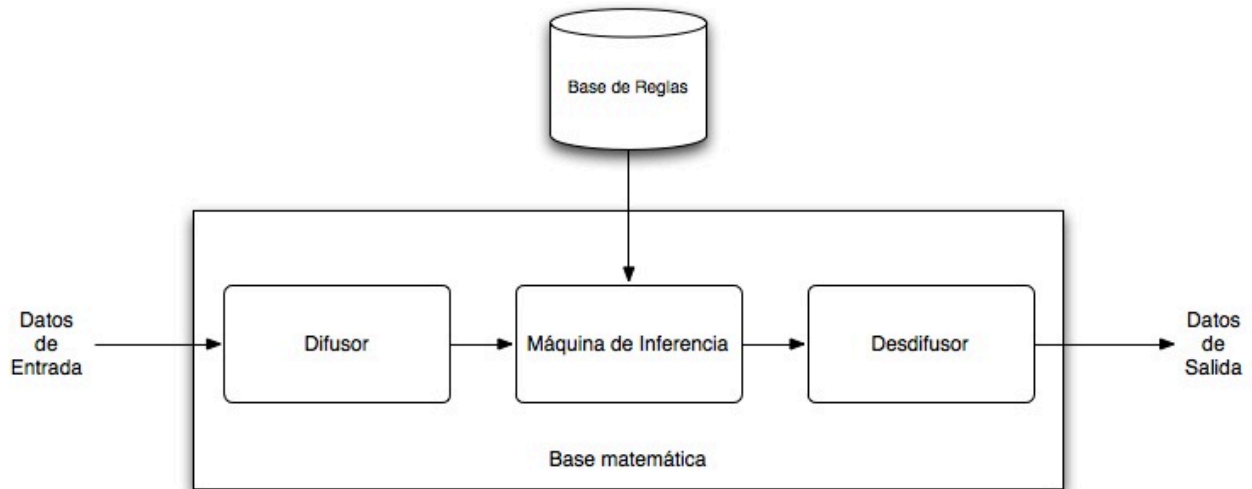 Base de Reglas
Datos
de
Entrada
Difusor
Máquina de Inferencia
Desdifusor
Datos
de
Salida
Base matemática